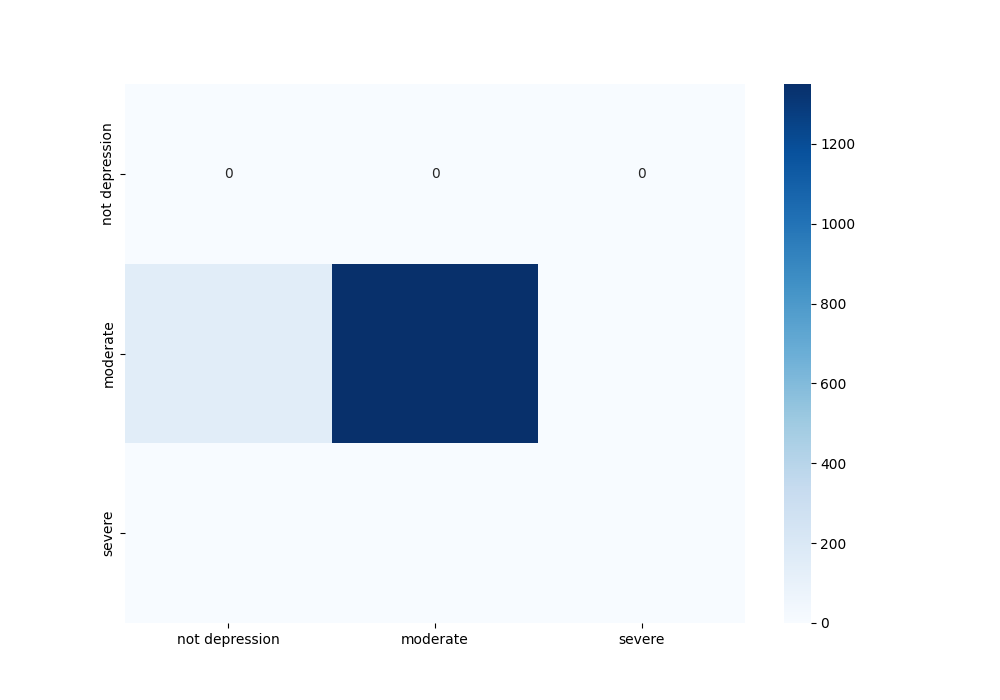 not depression
0 0 0
moderate
severe
not depression moderate severe
1200
1000
800
600
400
200
0